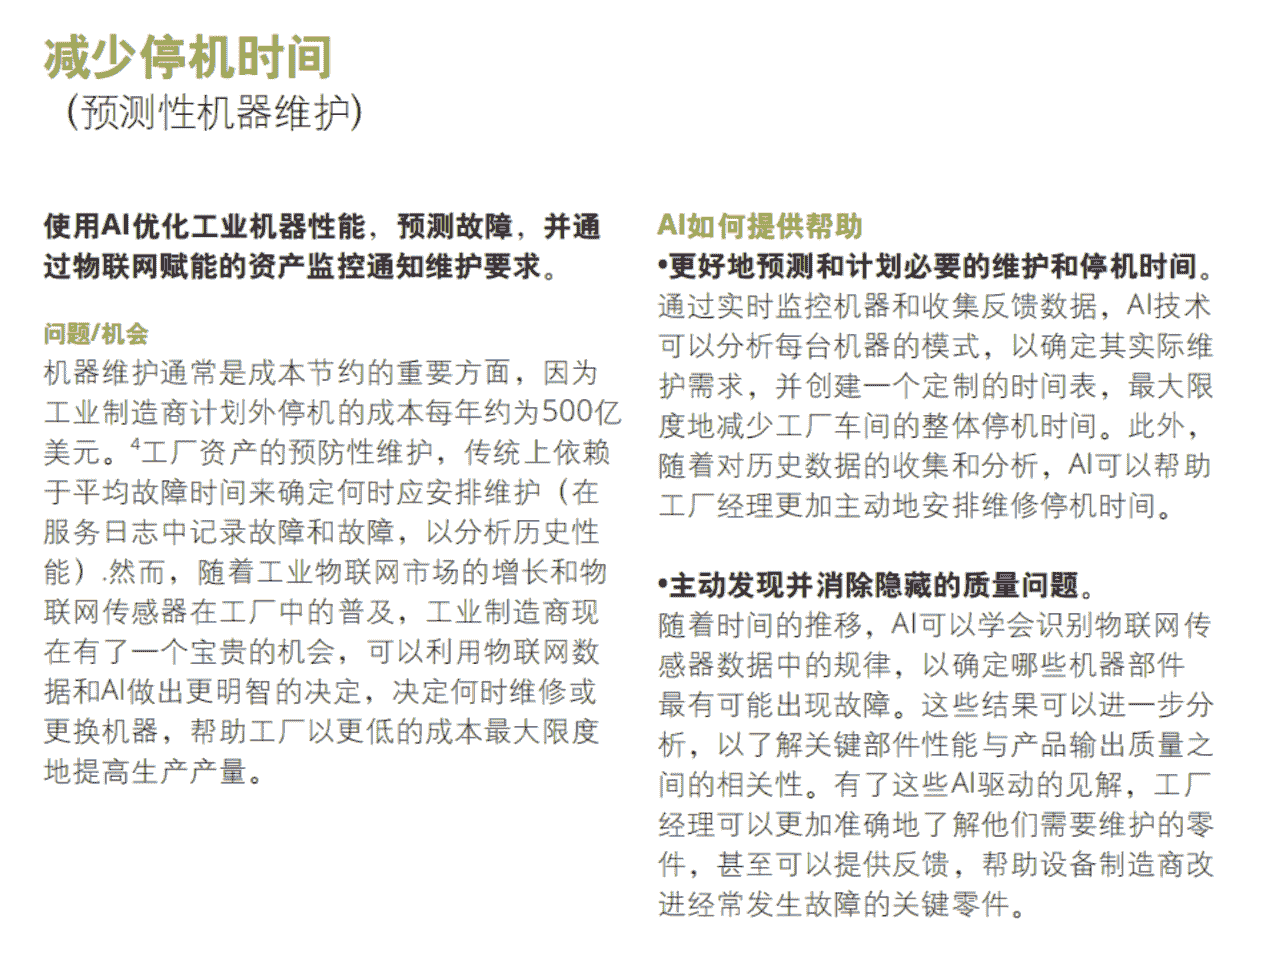 减少停机时间
（预测性机器维护）
使用AI优化工业机器性能，预测故障，并通
过物联网赋能的资产监控通知维护要求。
问题/机会
机器维护通常是成本节约的重要方面，因为
工业制造商计划外停机的成本每年约为500亿
美元。⁴工厂资产的预防性维护，传统上依赖
于平均故障时间来确定何时应安排维护（在
服务日志中记录故障和故障，以分析历史性
能）.然而，随着工业物联网市场的增长和物
联网传感器在工厂中的普及，工业制造商现
在有了一个宝贵的机会，可以利用物联网数
据和AI做出更明智的决定，决定何时维修或
更换机器，帮助工厂以更低的成本最大限度
地提高生产产量。
AI如何提供帮助
•更好地预测和计划必要的维护和停机时间。
通过实时监控机器和收集反馈数据，AI技术
可以分析每台机器的模式，以确定其实际维
护需求，并创建一个定制的时间表，最大限
度地减少工厂车间的整体停机时间。此外，
随着对历史数据的收集和分析，AI可以帮助
工厂经理更加主动地安排维修停机时间。
•主动发现并消除隐藏的质量问题。
随着时间的推移，AI可以学会识别物联网传
感器数据中的规律，以确定哪些机器部件
最有可能出现故障。这些结果可以进一步分
析，以了解关键部件性能与产品输出质量之
间的相关性。有了这些AI驱动的见解，工厂
经理可以更加准确地了解他们需要维护的零
件，甚至可以提供反馈，帮助设备制造商改
进经常发生故障的关键零件。